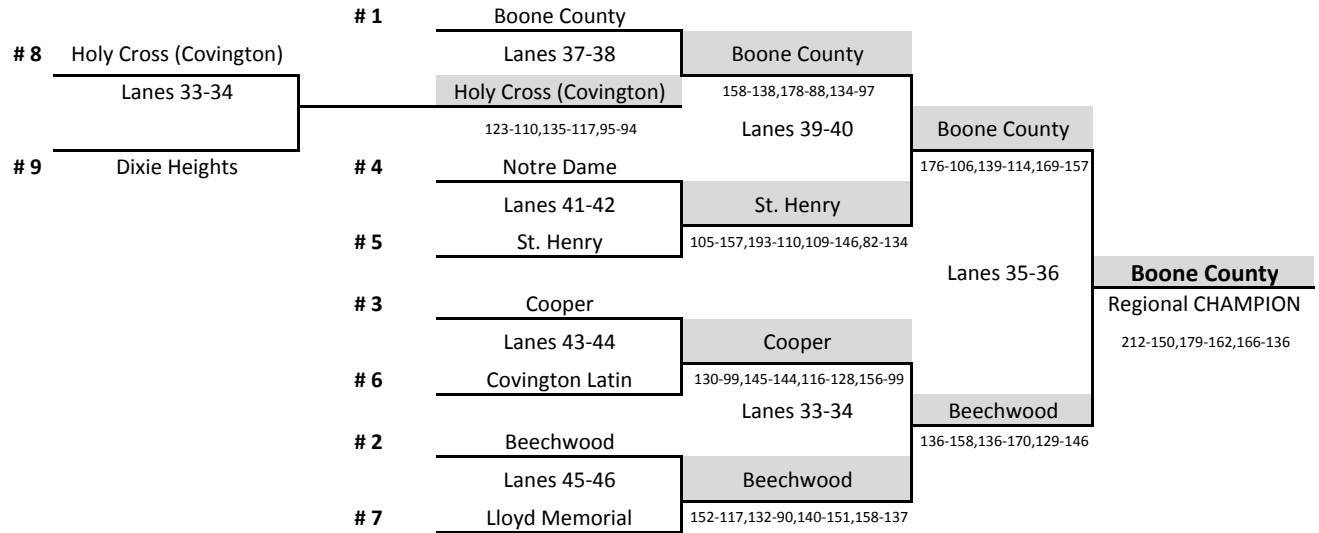 # 1 Boone County
# 8 Holy Cross (Covington) Lanes 37-38 Boone County
Lanes 33-34 Holy Cross (Covington) 158-138,178-88,134-97
123-110,135-117,95-94 Lanes 39-40 Boone County
# 9 Dixie Heights # 4 Notre Dame 176-106,139-114,169-157
Lanes 41-42 St. Henry
# 5 St. Henry 105-157,193-110,109-146,82-134
Lanes 35-36 Boone County
# 3 Cooper Regional CHAMPION
Lanes 43-44 Cooper 212-150,179-162,166-136
# 6 Covington Latin 130-99,145-144,116-128,156-99
Lanes 33-34 Beechwood
# 2 Beechwood 136-158,136-170,129-146
Lanes 45-46 Beechwood
# 7 Lloyd Memorial 152-117,132-90,140-151,158-137